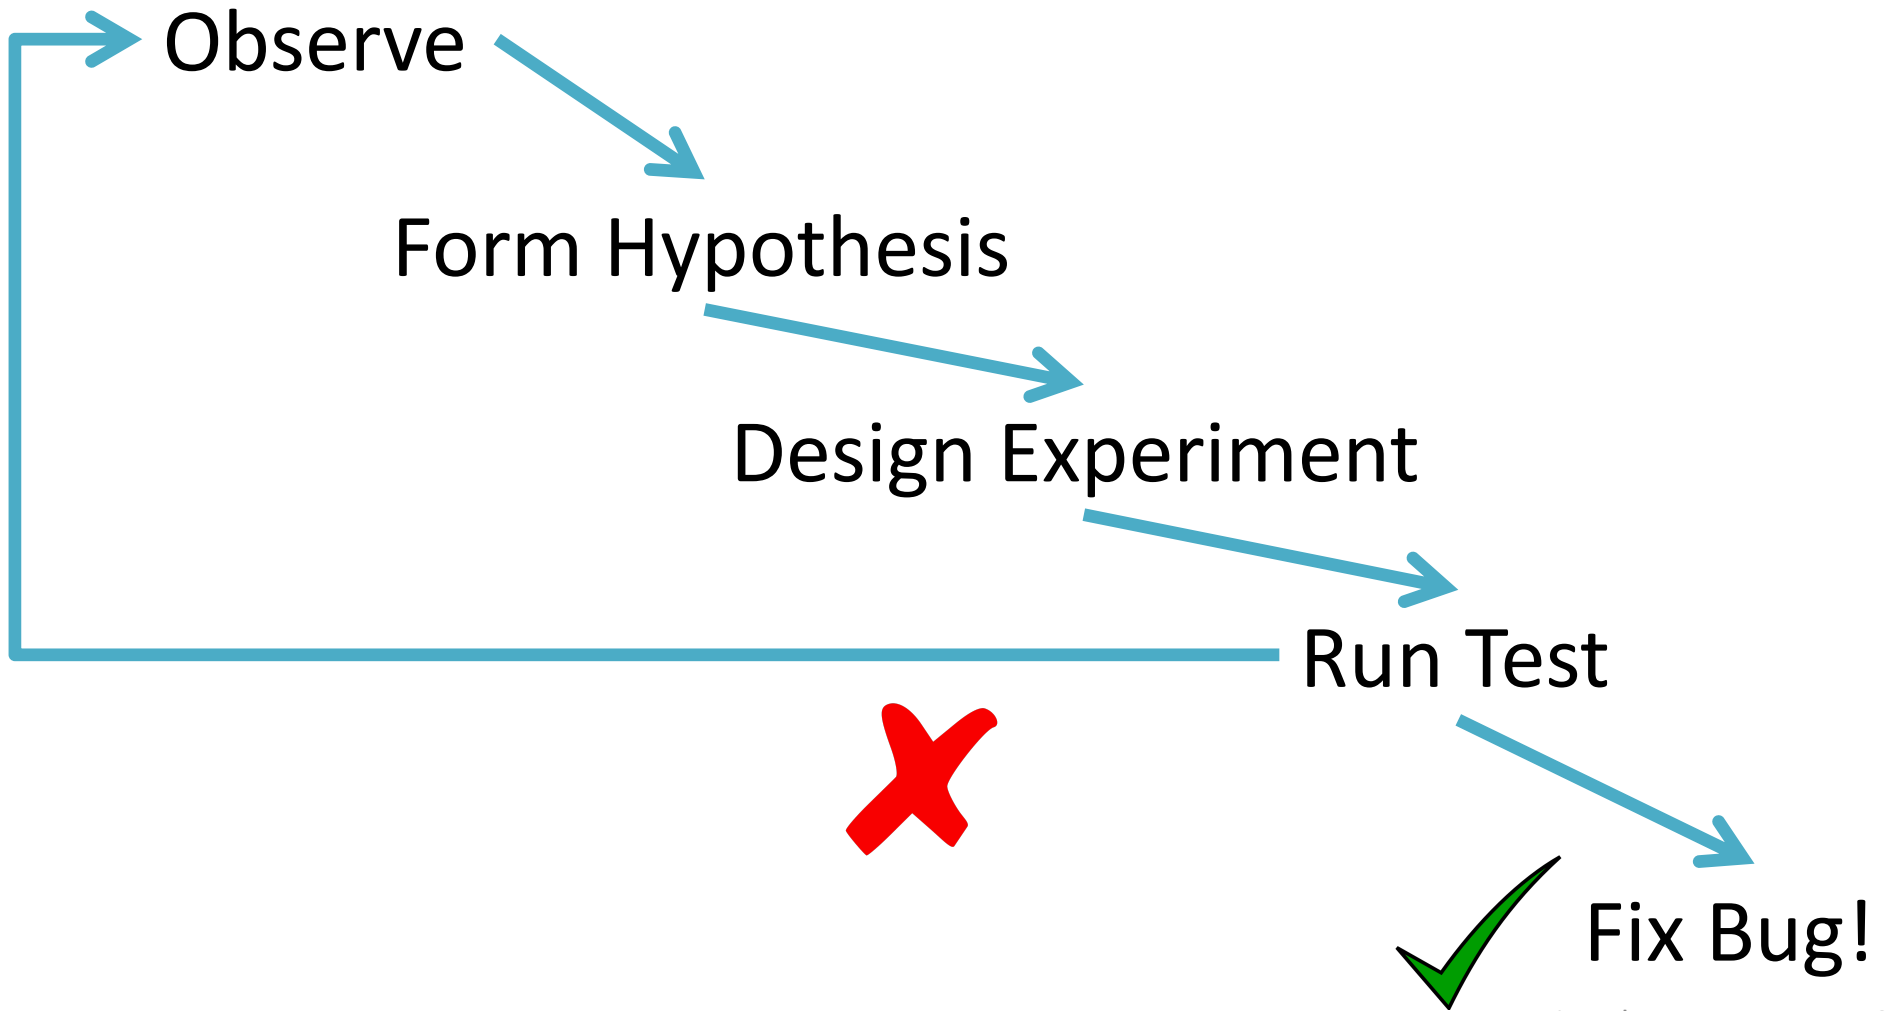 Observe
Form Hypothesis
Design Experiment
Run Test
Fix Bug!